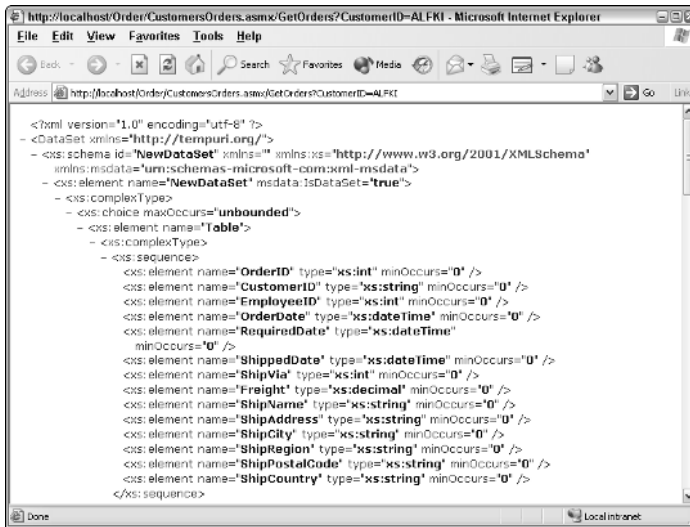 http://localhost/Order/CustomersOrders.asmx/GetOrders?CustomerID=ALFKI - Microsoft Internet Explorer
File Edit View Favorites Tools Help
Back Search Favorites Media
Address http://localhost/Order/CustomersOrders.asmx/GetOrders?CustomerID=ALFKI Go Link
<?xml version="1.0" encoding="utf-8" ?>
- <DataSet xmlns="http://tempuri.org/">
- <xs:schema id="NewDataSet" xmlns="" xmlns:xs="http://www.w3.org/2001/XMLSchema"
xmlns:msdata="urn:schemas-microsoft-com:xml-msdata">
- <xs:element name="NewDataSet" msdata:IsDataSet="true">
- <xs:complexType>
- <xs:choice maxOccurs="unbounded">
- <xs:element name="Table">
- <xs:complexType>
- <xs:sequence>
<xs:element name="OrderID" type="xs:int" minOccurs="0" />
<xs:element name="CustomerID" type="xs:string" minOccurs="0" />
<xs:element name="EmployeeID" type="xs:int" minOccurs="0" />
<xs:element name="OrderDate" type="xs:dateTime" minOccurs="0" />
<xs:element name="RequiredDate" type="xs:dateTime"
minOccurs="0" />
<xs:element name="ShippedDate" type="xs:dateTime" minOccurs="0" />
<xs:element name="ShipVia" type="xs:int" minOccurs="0" />
<xs:element name="Freight" type="xs:decimal" minOccurs="0" />
<xs:element name="ShipName" type="xs:string" minOccurs="0" />
<xs:element name="ShipAddress" type="xs:string" minOccurs="0" />
<xs:element name="ShipCity" type="xs:string" minOccurs="0" />
<xs:element name="ShipRegion" type="xs:string" minOccurs="0" />
<xs:element name="ShipPostalCode" type="xs:string" minOccurs="0" />
<xs:element name="ShipCountry" type="xs:string" minOccurs="0" />
</xs:sequence>
Done Local intranet